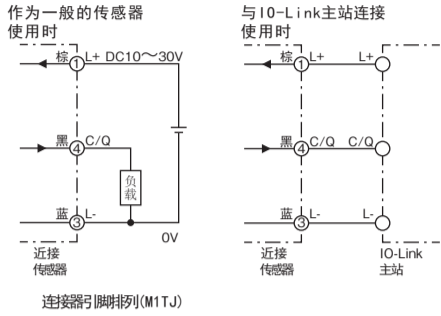 作为一般的传感器
使用时
棕 ① L+ DC10～30V
黑 ④ C/Q
负载
蓝 ③ L-
0V
近接
传感器
与IO-Link主站连接
使用时
棕 ① L+ L+
黑 ④ C/Q C/Q
蓝 ③ L- L-
近接
传感器
IO-Link
主站
连接器引脚排列(M1TJ)